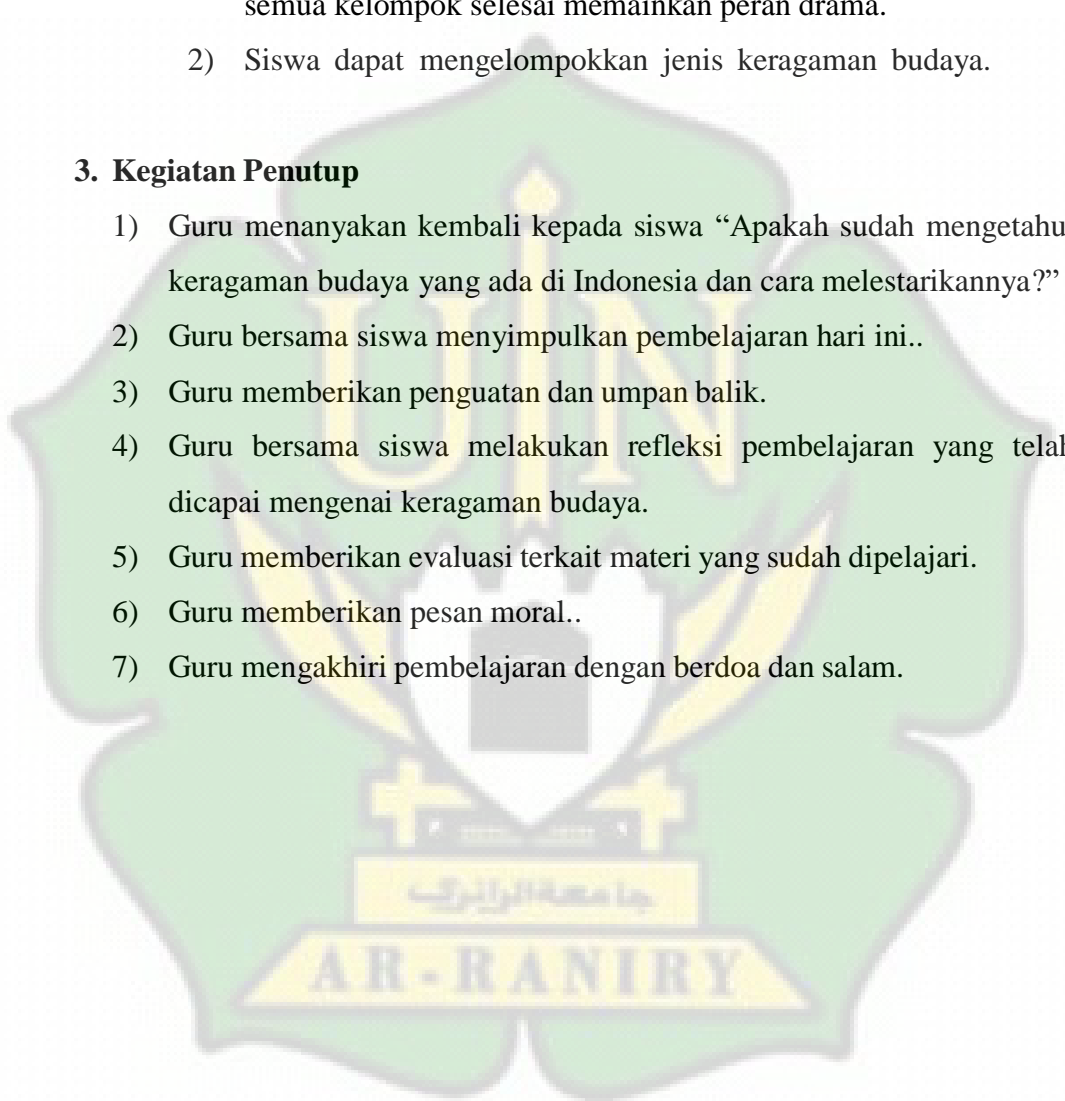 semua kelompok selesai memainkan peran drama.
2) Siswa dapat mengelompokkan jenis keragaman budaya.
3. Kegiatan Penutup
1) Guru menanyakan kembali kepada siswa “Apakah sudah mengetahu
keragaman budaya yang ada di Indonesia dan cara melestarikannya?”
2) Guru bersama siswa menyimpulkan pembelajaran hari ini..
3) Guru memberikan penguatan dan umpan balik.
4) Guru bersama siswa melakukan refleksi pembelajaran yang telah
dicapai mengenai keragaman budaya.
5) Guru memberikan evaluasi terkait materi yang sudah dipelajari.
6) Guru memberikan pesan moral..
7) Guru mengakhiri pembelajaran dengan berdoa dan salam.
UIN
جامعة الرانري
AR-RANIRY